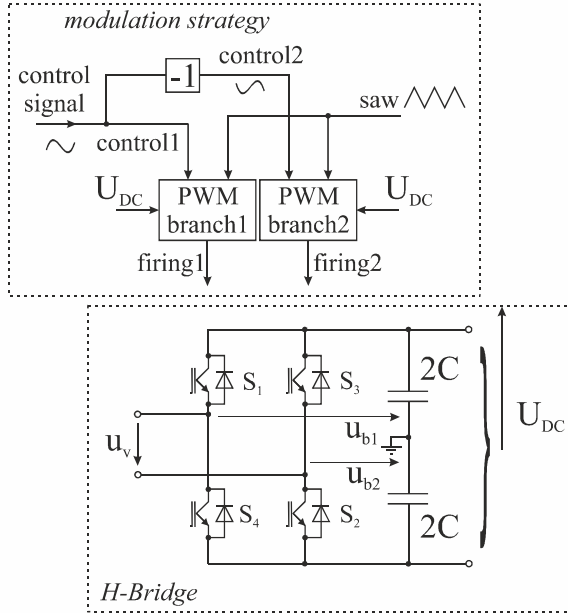 modulation strategy
control2
-1
control
signal
saw
control1
U_DC
PWM
branch1
PWM
branch2
U_DC
firing1
firing2
S_1
S_3
2C
u_b1
U_DC
u_v
u_b2
S_4
S_2
2C
H-Bridge